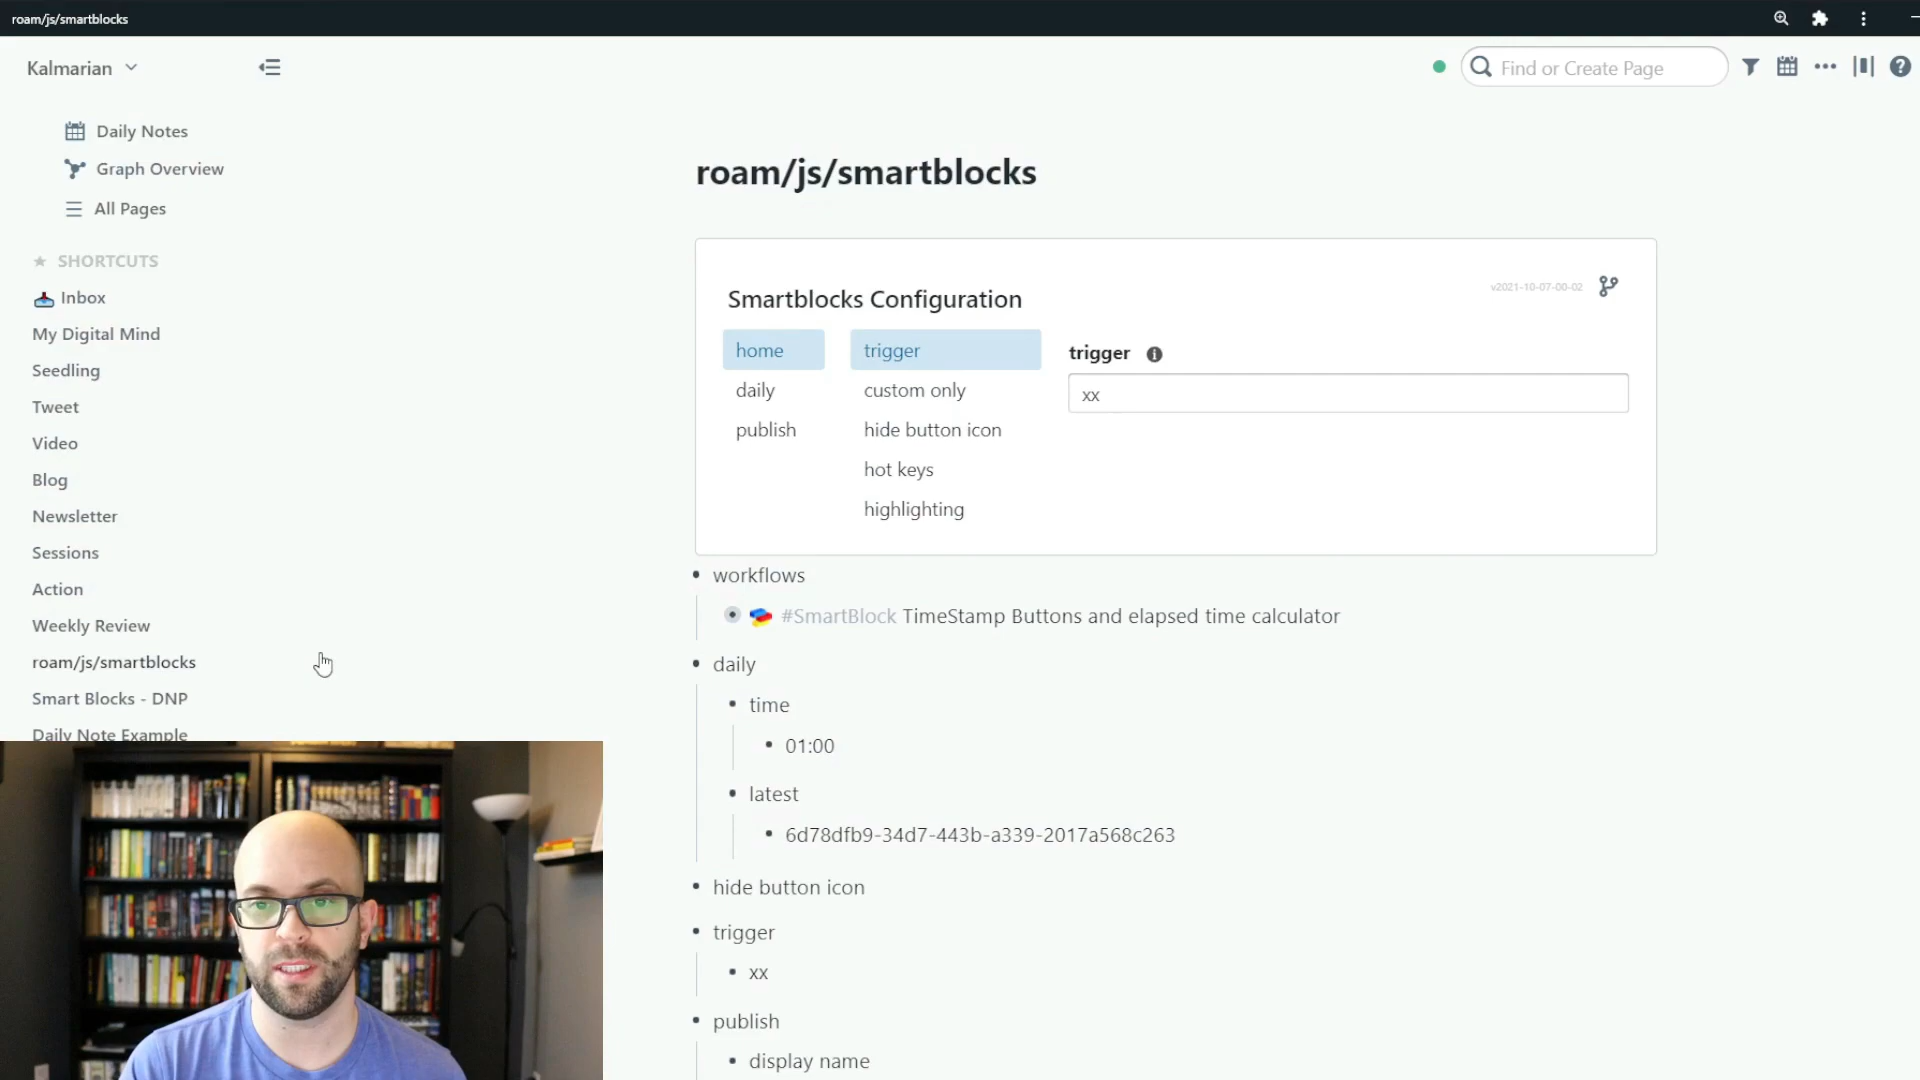 roam/js/smartblocks
Kalmarian
Find or Create Page
Daily Notes
Graph Overview
All Pages
SHORTCUTS
Inbox
My Digital Mind
Seedling
Tweet
Video
Blog
Newsletter
Sessions
Action
Weekly Review
roam/js/smartblocks
Smart Blocks - DNP
Daily Note Example
roam/js/smartblocks
Smartblocks Configuration
v2021-10-07-00-02
home
daily
publish
trigger
custom only
hide button icon
hot keys
highlighting
trigger
xx
workflows
#SmartBlock TimeStamp Buttons and elapsed time calculator
daily
time
01:00
latest
6d78dfb9-34d7-443b-a339-2017a568c263
hide button icon
trigger
xx
publish
display name